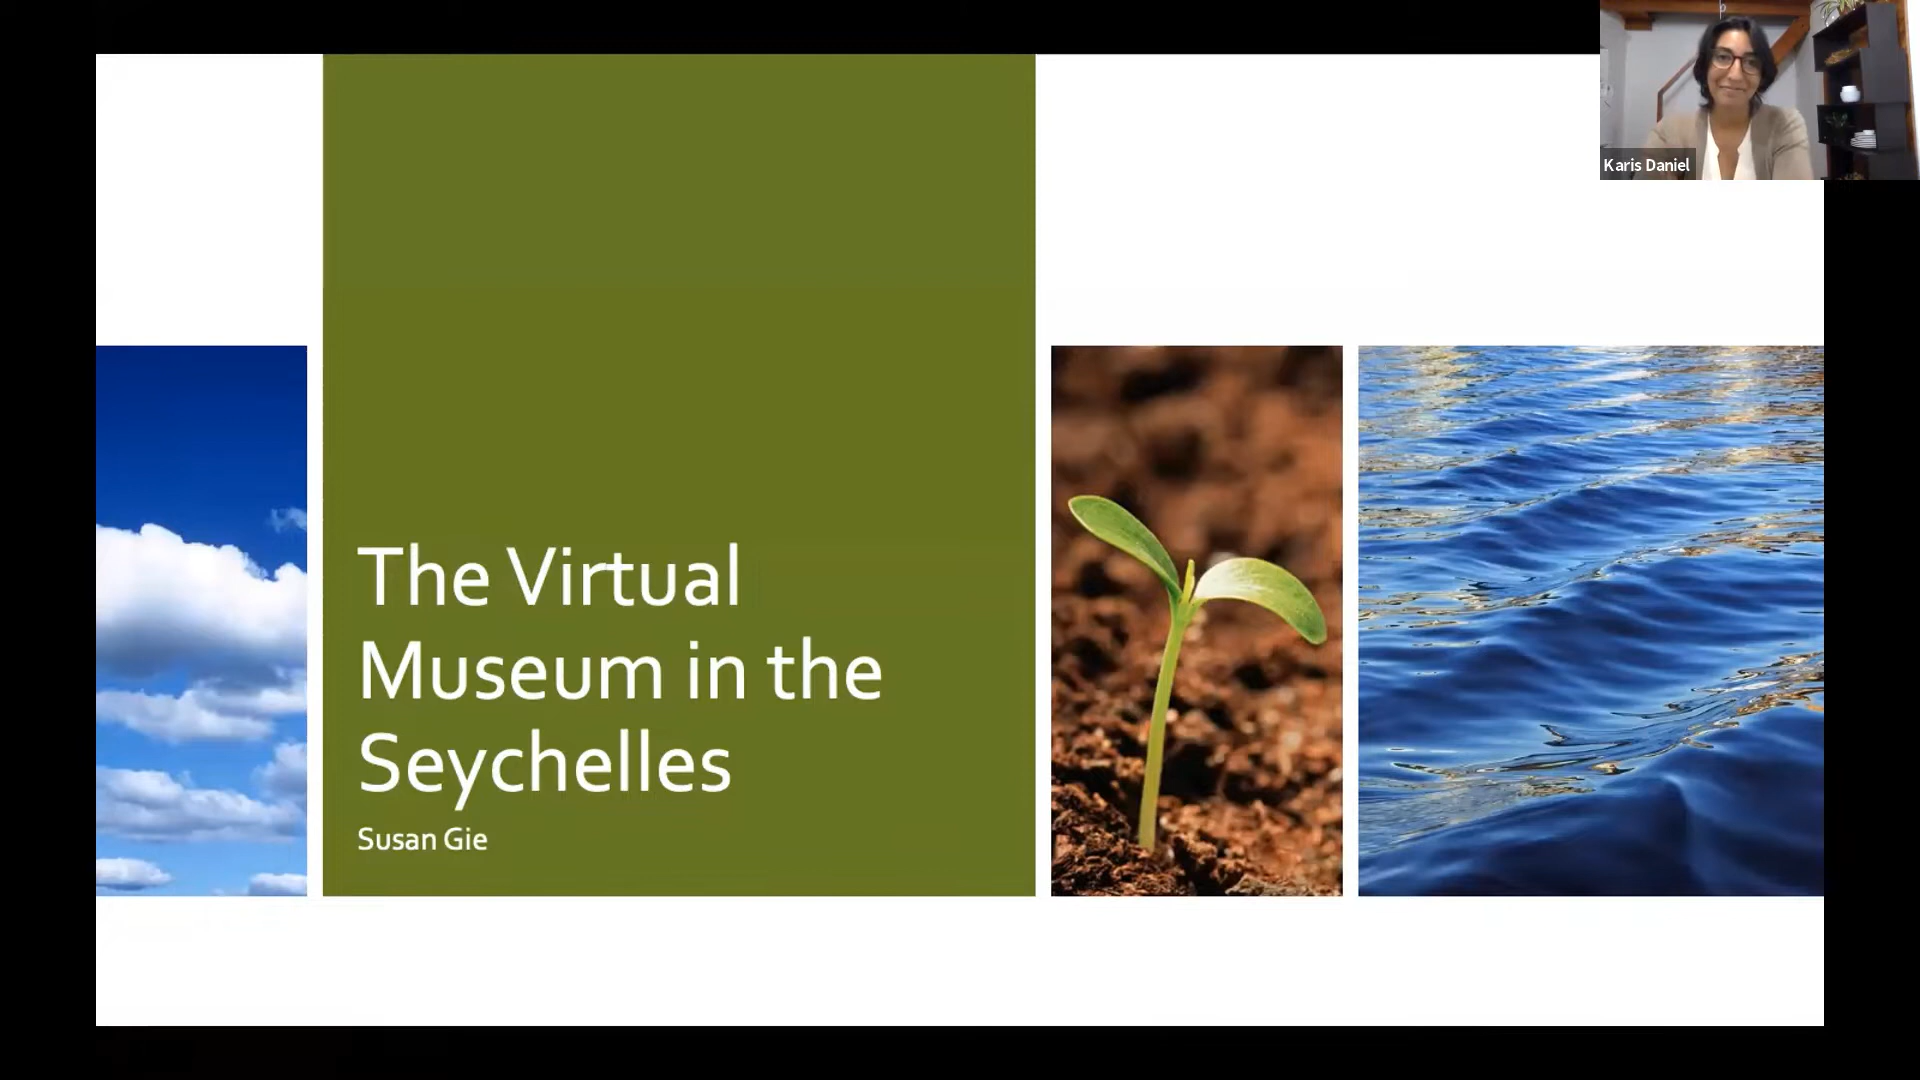 Karis Daniel
The Virtual
Museum in the
Seychelles
Susan Gie